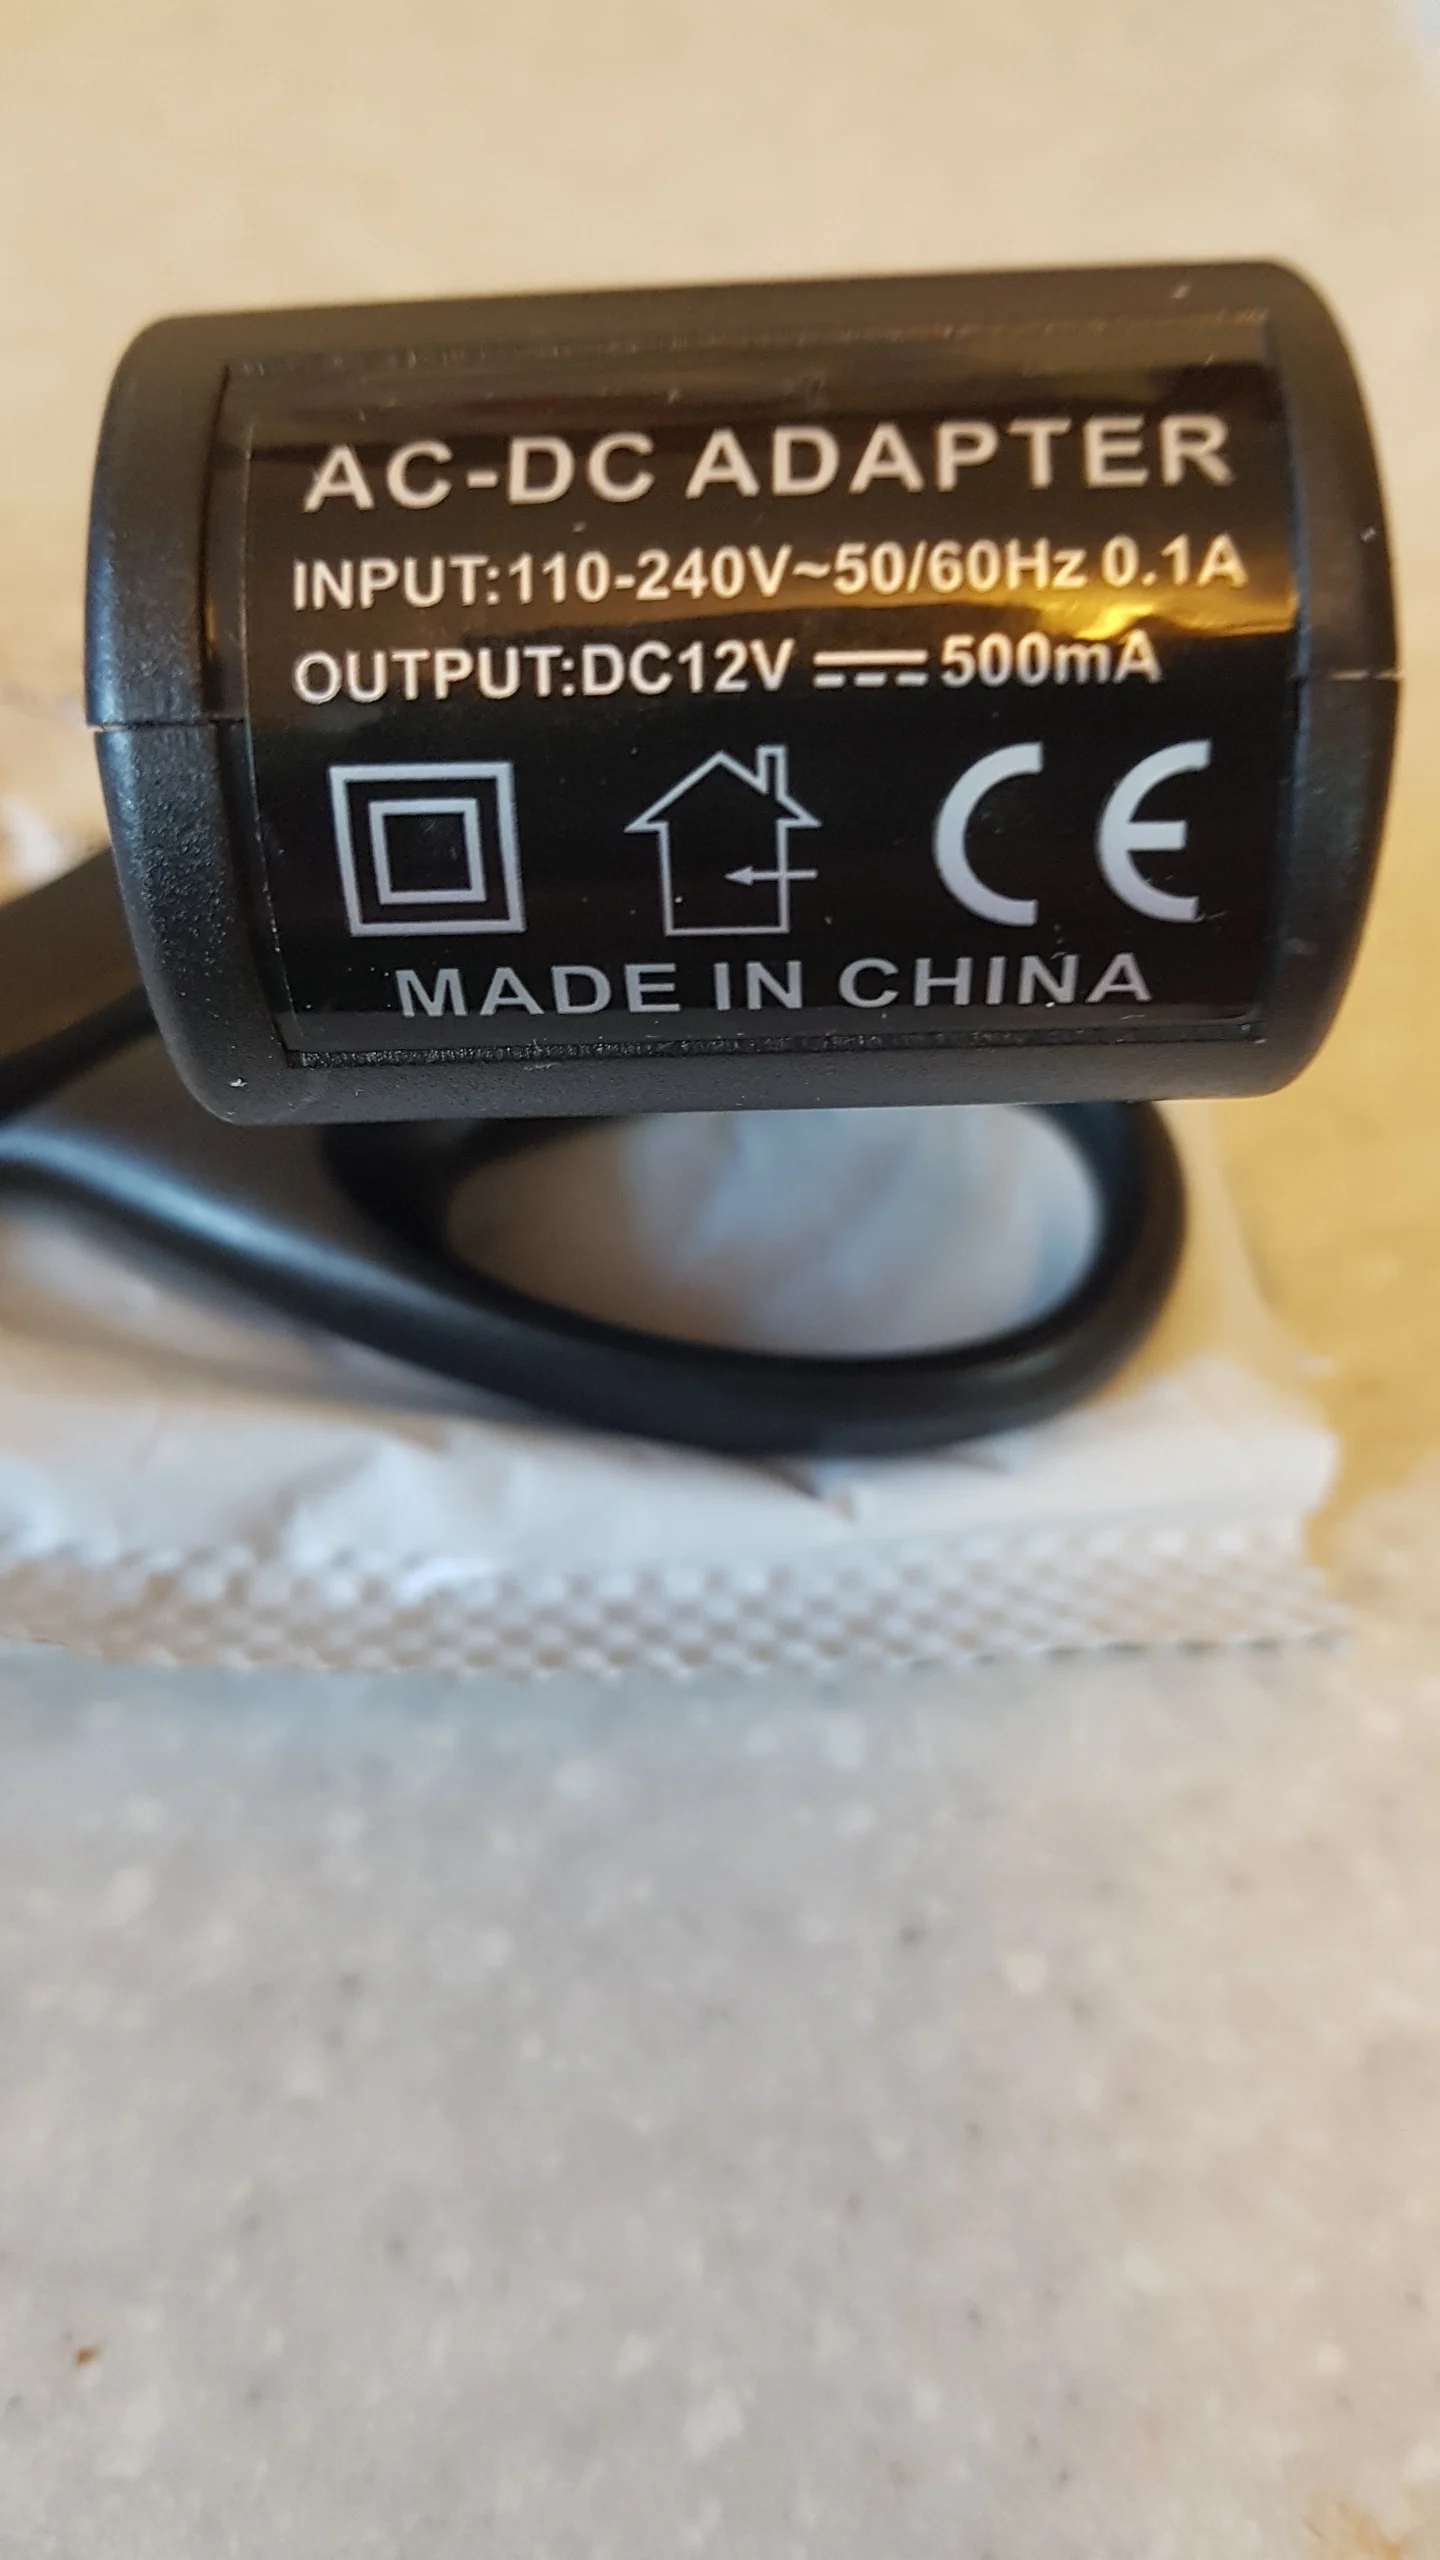 AC-DC ADAPTER
INPUT:110-240V~50/60Hz 0.1A
OUTPUT:DC12V ⎓ 500mA
CE
MADE IN CHINA